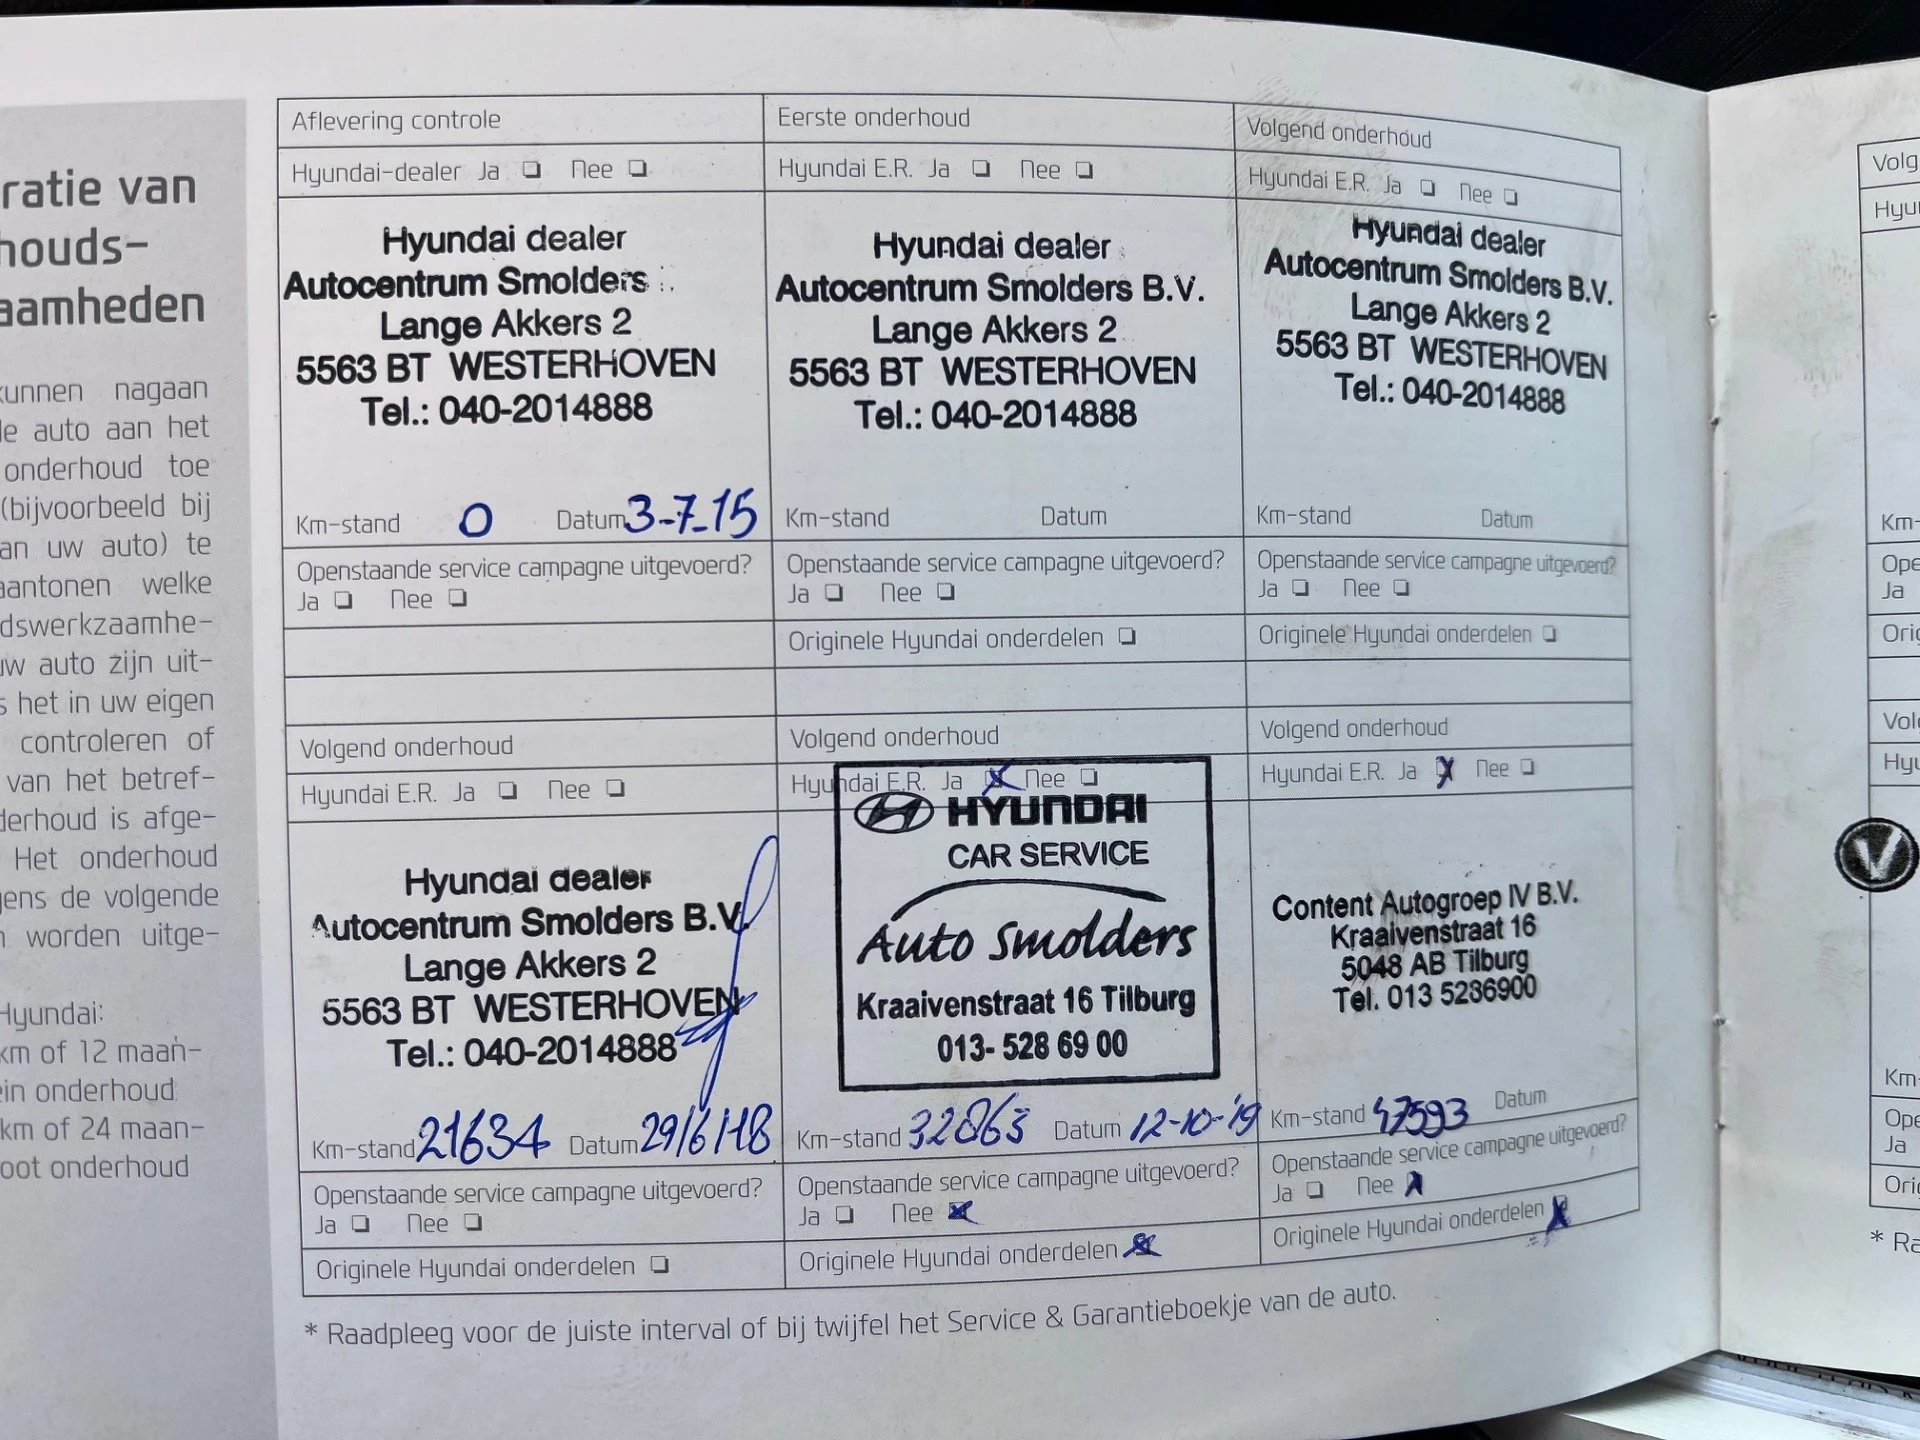 ratie van
houds-
aamheden
kunnen nagaan
de auto aan het
onderhoud toe
(bijvoorbeeld bij
an uw auto) te
aantonen welke
dswerkzaamhe-
uw auto zijn uit-
s het in uw eigen
controleren of
van het betref-
derhoud is afge-
Het onderhoud
gens de volgende
n worden uitge-
Hyundai:
km of 12 maan-
ein onderhoud
km of 24 maan-
oot onderhoud
Aflevering controle
Hyundai-dealer Ja Nee
Hyundai dealer
Autocentrum Smolders
Lange Akkers 2
5563 BT WESTERHOVEN
Tel.: 040-2014888
Km-stand 0 Datum 3-7-15
Openstaande service campagne uitgevoerd?
Ja Nee
Eerste onderhoud
Hyundai E.R. Ja Nee
Hyundai dealer
Autocentrum Smolders B.V.
Lange Akkers 2
5563 BT WESTERHOVEN
Tel.: 040-2014888
Km-stand Datum
Openstaande service campagne uitgevoerd?
Ja Nee
Originele Hyundai onderdelen
Volgend onderhoud
Hyundai E.R. Ja Nee
Hyundai dealer
Autocentrum Smolders B.V.
Lange Akkers 2
5563 BT WESTERHOVEN
Tel.: 040-2014888
Km-stand Datum
Openstaande service campagne uitgevoerd?
Ja Nee
Originele Hyundai onderdelen
Volgend onderhoud
Hyundai E.R. Ja Nee
Hyundai dealer
Autocentrum Smolders B.V.
Lange Akkers 2
5563 BT WESTERHOVEN
Tel.: 040-2014888
Km-stand 21634 Datum 29/6/18
Openstaande service campagne uitgevoerd?
Ja Nee
Originele Hyundai onderdelen
Volgend onderhoud
Hyundai E.R. Ja Nee
HYUNDAI
CAR SERVICE
Auto Smolders
Kraaivenstraat 16 Tilburg
013- 528 69 00
Km-stand 32863 Datum 12-10-'19
Openstaande service campagne uitgevoerd?
Ja Nee
Originele Hyundai onderdelen
Volgend onderhoud
Hyundai E.R. Ja Nee
Content Autogroep IV B.V.
Kraaivenstraat 16
5048 AB Tilburg
Tel. 013 5286900
Km-stand 47593 Datum
Openstaande service campagne uitgevoerd?
Ja Nee
Originele Hyundai onderdelen
* Raadpleeg voor de juiste interval of bij twijfel het Service & Garantieboekje van de auto.
Volg
Hyu
Km-
Ope
Ja
Ori
Vol
Hyu
V
Km-
Ope
Ja
Ori
* Ra